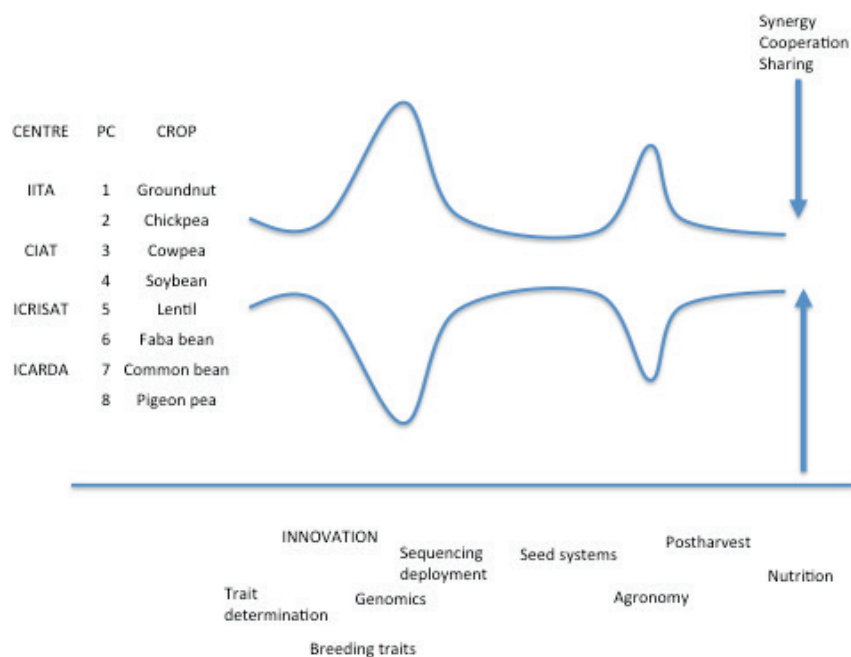 Synergy
Cooperation
Sharing
CENTRE PC CROP
IITA 1 Groundnut
2 Chickpea
CIAT 3 Cowpea
4 Soybean
ICRISAT 5 Lentil
6 Faba bean
ICARDA 7 Common bean
8 Pigeon pea
INNOVATION
Sequencing
deployment
Seed systems
Postharvest
Nutrition
Trait
determination
Genomics
Agronomy
Breeding traits